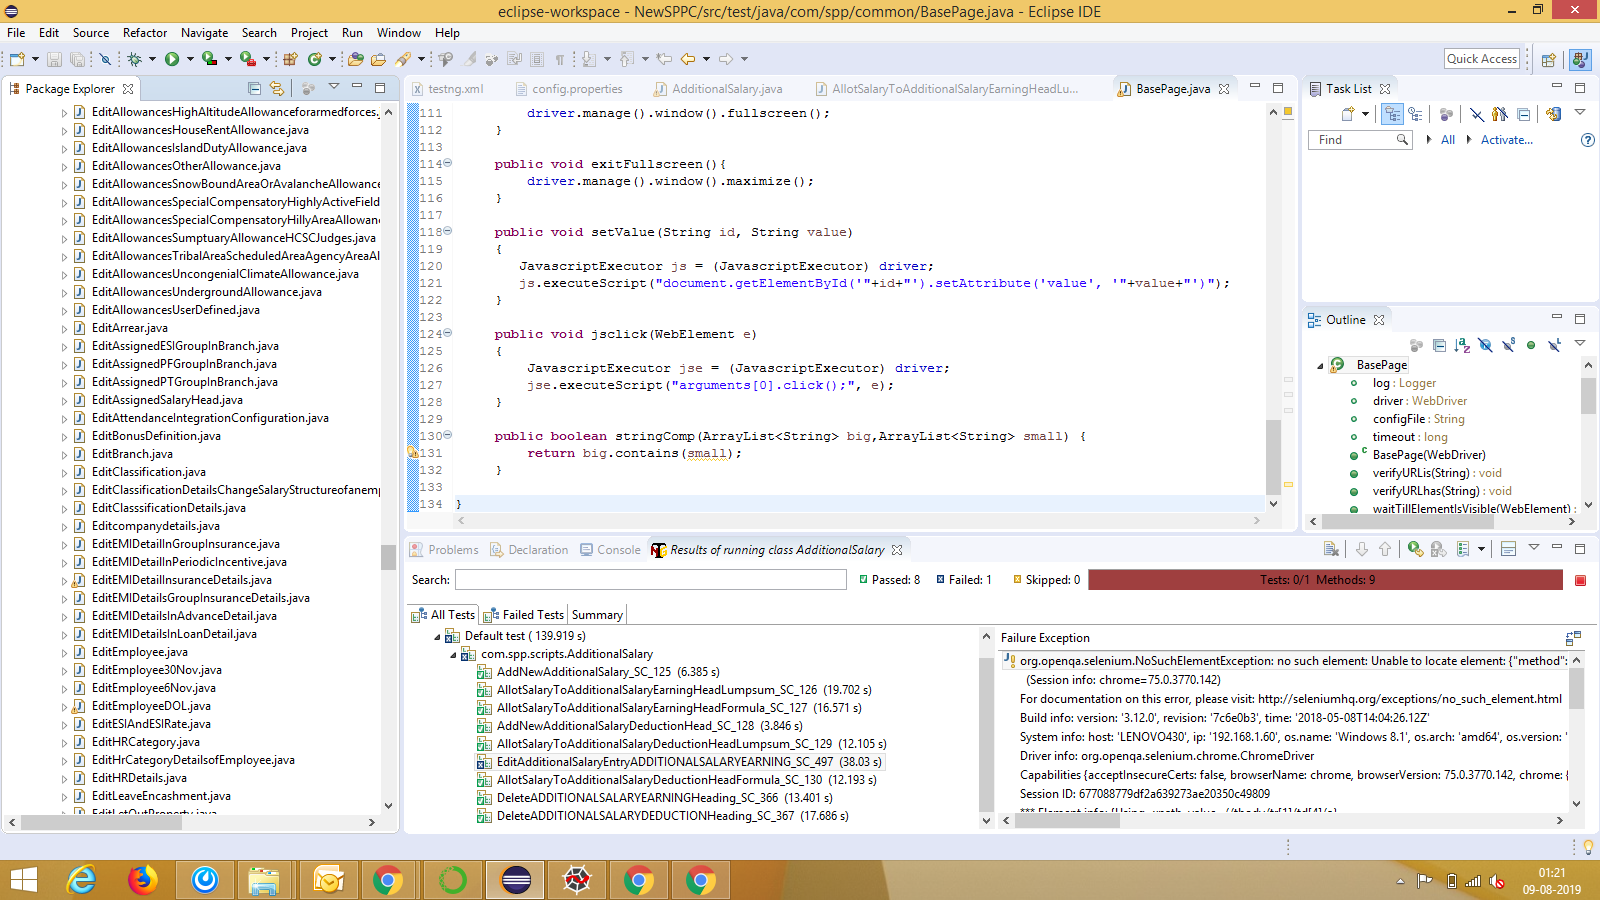 eclipse-workspace - NewSPPC/src/test/java/com/spp/common/BasePage.java - Eclipse IDE
File Edit Source Refactor Navigate Search Project Run Window Help
Quick Access
Package Explorer
EditAllowancesHighAltitudeAllowanceforarmedforces.
EditAllowancesHouseRentAllowance.java
EditAllowancesIslandDutyAllowance.java
EditAllowancesOtherAllowance.java
EditAllowancesSnowBoundAreaOrAvalancheAllowance
EditAllowancesSpecialCompensatoryHighlyActiveField
EditAllowancesSpecialCompensatoryHillyAreaAllowan
EditAllowancesSumptuaryAllowanceHCSCJudges.java
EditAllowancesTribalAreaScheduledAreaAgencyAreaAl
EditAllowancesUncongenialClimateAllowance.java
EditAllowancesUndergroundAllowance.java
EditAllowancesUserDefined.java
EditArrear.java
EditAssignedESIGroupInBranch.java
EditAssignedPFGroupInBranch.java
EditAssignedPTGroupInBranch.java
EditAssignedSalaryHead.java
EditAttendanceIntegrationConfiguration.java
EditBonusDefinition.java
EditBranch.java
EditClassification.java
EditClassificationDetailsChangeSalaryStructureofanemp
EditClasssificationDetails.java
Editcompanydetails.java
EditEMIDetailInGroupInsurance.java
EditEMIDetailInPeriodicIncentive.java
EditEMIDetailInsuranceDetails.java
EditEMIDetailsGroupInsuranceDetails.java
EditEMIDetailsInAdvanceDetail.java
EditEMIDetailsInLoanDetail.java
EditEmployee.java
EditEmployee30Nov.java
EditEmployee6Nov.java
EditEmployeeDOL.java
EditESIAndESIRate.java
EditHRCategory.java
EditHrCategoryDetailsofEmployee.java
EditHRDetails.java
EditLeaveEncashment.java
EditLetOutProperty.java
testng.xml config.properties AdditionalSalary.java AllotSalaryToAdditionalSalaryEarningHeadLu... BasePage.java
111 driver.manage().window().fullscreen();
112 }
113
114 public void exitFullscreen(){
115 driver.manage().window().maximize();
116 }
117
118 public void setValue(String id, String value)
119 {
120 JavascriptExecutor js = (JavascriptExecutor) driver;
121 js.executeScript("document.getElementById('"+id+"').setAttribute('value', '"+value+"')");
122 }
123
124 public void jsclick(WebElement e)
125 {
126 JavascriptExecutor jse = (JavascriptExecutor) driver;
127 jse.executeScript("arguments[0].click();", e);
128 }
129
130 public boolean stringComp(ArrayList<String> big,ArrayList<String> small) {
131 return big.contains(small);
132 }
133
134 }
Task List
Find All Activate...
Outline
BasePage
log : Logger
driver : WebDriver
configFile : String
timeout : long
BasePage(WebDriver)
verifyURLis(String) : void
verifyURLhas(String) : void
waitTillElementIsVisible(WebElement) :
Problems Declaration Console Results of running class AdditionalSalary
Search: Passed: 8 Failed: 1 Skipped: 0 Tests: 0/1 Methods: 9
All Tests Failed Tests Summary
Default test ( 139.919 s)
com.spp.scripts.AdditionalSalary
AddNewAdditionalSalary_SC_125 (6.385 s)
AllotSalaryToAdditionalSalaryEarningHeadLumpsum_SC_126 (19.702 s)
AllotSalaryToAdditionalSalaryEarningHeadFormula_SC_127 (16.571 s)
AddNewAdditionalSalaryDeductionHead_SC_128 (3.846 s)
AllotSalaryToAdditionalSalaryDeductionHeadLumpsum_SC_129 (12.105 s)
EditAdditionalSalaryEntryADDITIONALSALARYEARNING_SC_497 (38.03 s)
AllotSalaryToAdditionalSalaryDeductionHeadFormula_SC_130 (12.193 s)
DeleteADDITIONALSALARYEARNINGHeading_SC_366 (13.401 s)
DeleteADDITIONALSALARYDEDUCTIONHeading_SC_367 (17.686 s)
Failure Exception
org.openqa.selenium.NoSuchElementException: no such element: Unable to locate element: {"method":
(Session info: chrome=75.0.3770.142)
For documentation on this error, please visit: http://seleniumhq.org/exceptions/no_such_element.html
Build info: version: '3.12.0', revision: '7c6e0b3', time: '2018-05-08T14:04:26.12Z'
System info: host: 'LENOVO430', ip: '192.168.1.60', os.name: 'Windows 8.1', os.arch: 'amd64', os.version: '
Driver info: org.openqa.selenium.chrome.ChromeDriver
Capabilities {acceptInsecureCerts: false, browserName: chrome, browserVersion: 75.0.3770.142, chrome: {
Session ID: 677088779df2a639273ae20350c49809
01:21
09-08-2019